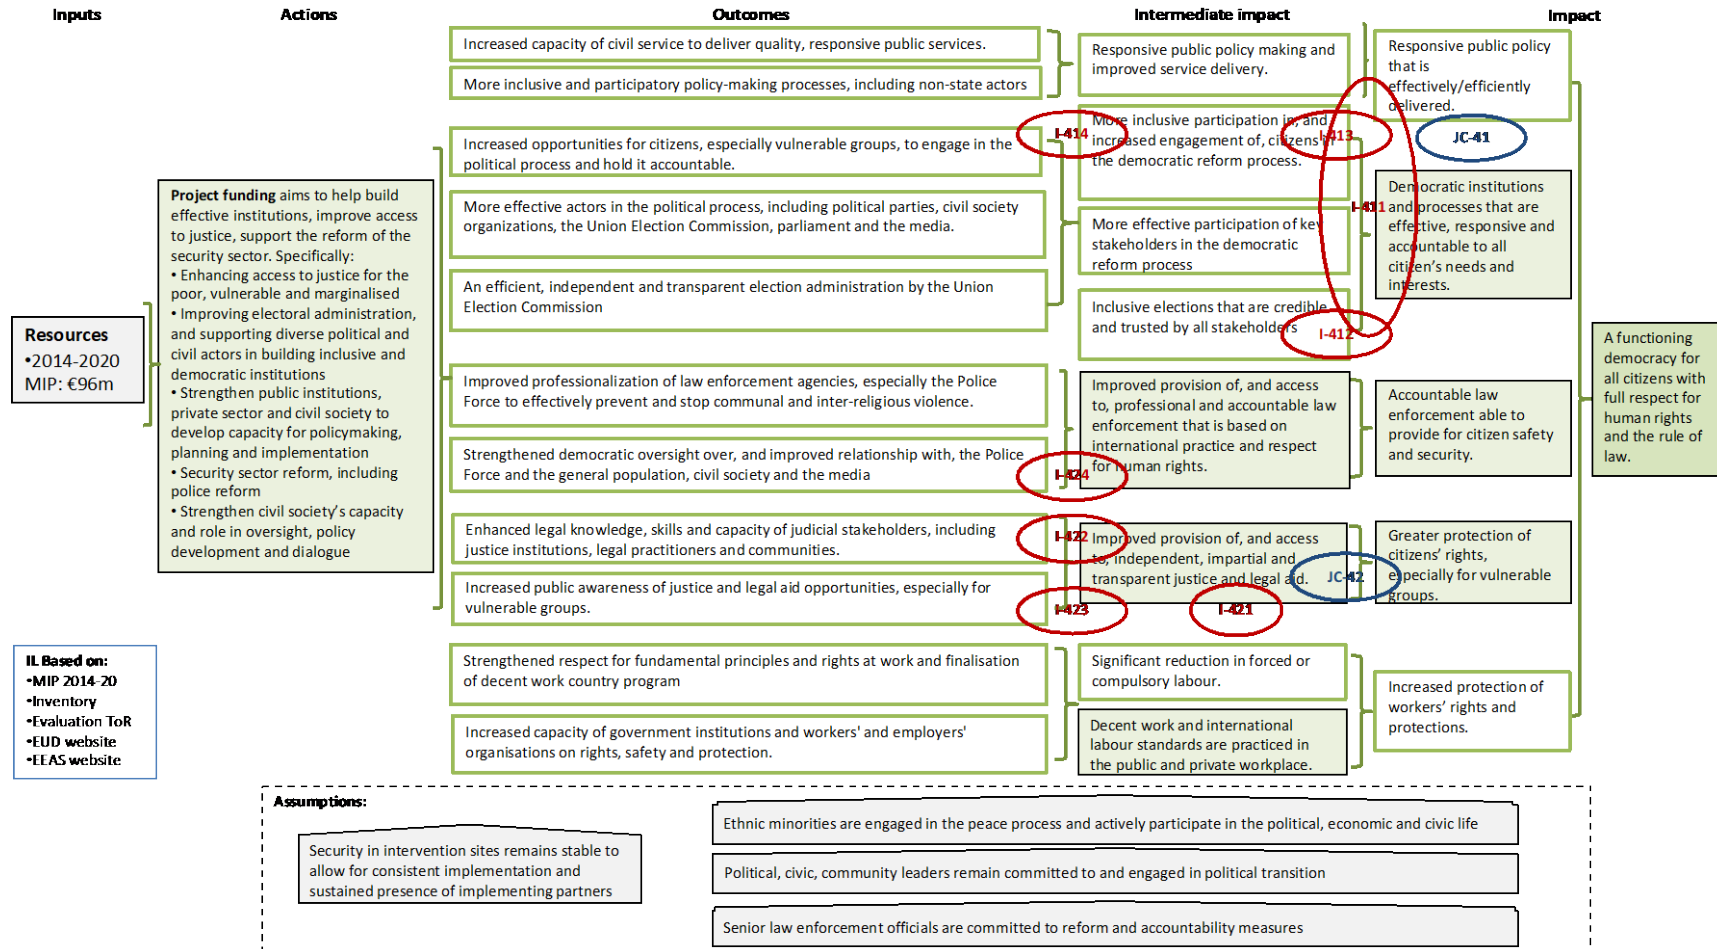 Inputs
Actions
Outcomes
Intermediate impact
Impact
Resources
•2014-2020
MIP: €96m
IL Based on:
•MIP 2014-20
•Inventory
•Evaluation ToR
•EUD website
•EEAS website
Project funding aims to help build
effective institutions, improve access
to justice, support the reform of the
security sector. Specifically:
• Enhancing access to justice for the
poor, vulnerable and marginalised
• Improving electoral administration,
and supporting diverse political and
civil actors in building inclusive and
democratic institutions
• Strengthen public institutions,
private sector and civil society to
develop capacity for policymaking,
planning and implementation
• Security sector reform, including
police reform
• Strengthen civil society’s capacity
and role in oversight, policy
development and dialogue
Increased capacity of civil service to deliver quality, responsive public services.
More inclusive and participatory policy-making processes, including non-state actors
Increased opportunities for citizens, especially vulnerable groups, to engage in the
political process and hold it accountable.
More effective actors in the political process, including political parties, civil society
organizations, the Union Election Commission, parliament and the media.
An efficient, independent and transparent election administration by the Union
Election Commission
Improved professionalization of law enforcement agencies, especially the Police
Force to effectively prevent and stop communal and inter-religious violence.
Strengthened democratic oversight over, and improved relationship with, the Police
Force and the general population, civil society and the media
Enhanced legal knowledge, skills and capacity of judicial stakeholders, including
justice institutions, legal practitioners and communities.
Increased public awareness of justice and legal aid opportunities, especially for
vulnerable groups.
Strengthened respect for fundamental principles and rights at work and finalisation
of decent work country program
Increased capacity of government institutions and workers' and employers'
organisations on rights, safety and protection.
I-414
I-424
I-422
I-423
Responsive public policy making and
improved service delivery.
More inclusive participation in, and
increased engagement of, citizens in
the democratic reform process.
More effective participation of key
stakeholders in the democratic
reform process
Inclusive elections that are credible
and trusted by all stakeholders
Improved provision of, and access
to, professional and accountable law
enforcement that is based on
international practice and respect
for human rights.
Improved provision of, and access
to, independent, impartial and
transparent justice and legal aid.
I-421
Significant reduction in forced or
compulsory labour.
Decent work and international
labour standards are practiced in
the public and private workplace.
I-413
I-411
I-412
JC-42
Responsive public policy
that is
effectively/efficiently
delivered.
JC-41
Democratic institutions
and processes that are
effective, responsive and
accountable to all
citizen’s needs and
interests.
Accountable law
enforcement able to
provide for citizen safety
and security.
Greater protection of
citizens’ rights,
especially for vulnerable
groups.
Increased protection of
workers’ rights and
protections.
A functioning
democracy for
all citizens with
full respect for
human rights
and the rule of
law.
Assumptions:
Security in intervention sites remains stable to
allow for consistent implementation and
sustained presence of implementing partners
Ethnic minorities are engaged in the peace process and actively participate in the political, economic and civic life
Political, civic, community leaders remain committed to and engaged in political transition
Senior law enforcement officials are committed to reform and accountability measures